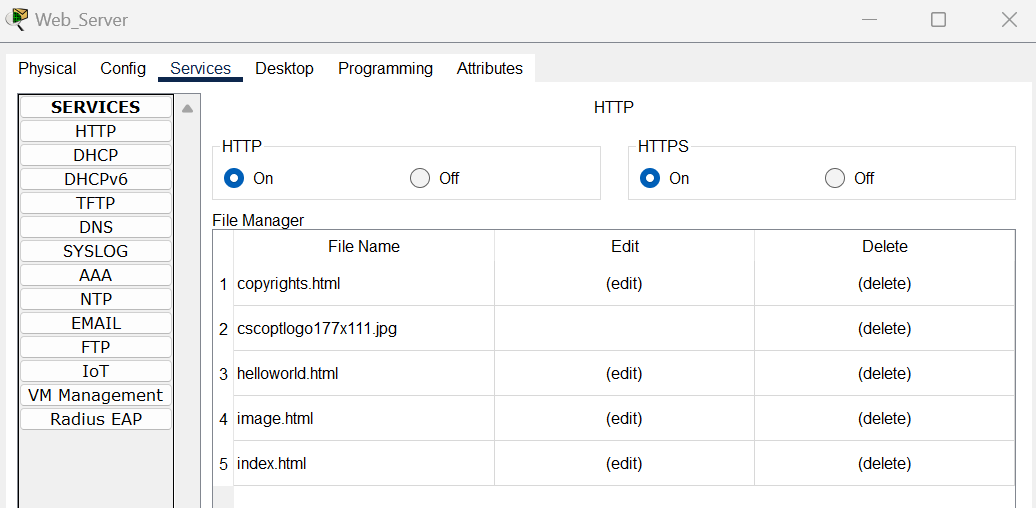 Web_Server
Physical Config Services Desktop Programming Attributes
SERVICES
HTTP
DHCP
DHCPv6
TFTP
DNS
SYSLOG
AAA
NTP
EMAIL
FTP
IoT
VM Management
Radius EAP
HTTP
HTTP
On Off
HTTPS
On Off
File Manager
File Name Edit Delete
1 copyrights.html (edit) (delete)
2 cscoptlogo177x111.jpg (delete)
3 helloworld.html (edit) (delete)
4 image.html (edit) (delete)
5 index.html (edit) (delete)